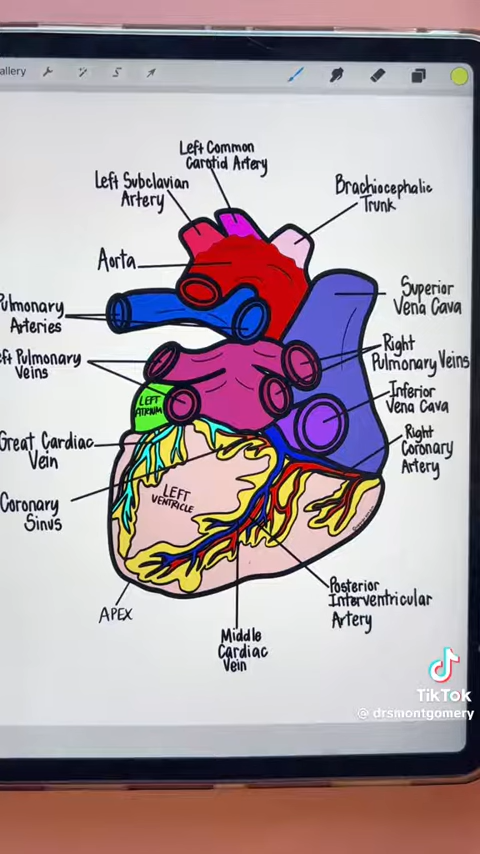 allery
Left Common
Carotid Artery
Left Subclavian
Artery
Brachiocephalic
Trunk
Aorta
Superior
Vena Cava
Pulmonary
Arteries
Right
Pulmonary Veins
eft Pulmonary
Veins
Inferior
Vena Cava
LEFT
ATRIUM
Great Cardiac
Vein
Right
Coronary
Artery
LEFT
VENTRICLE
Coronary
Sinus
Posterior
Interventricular
Artery
APEX
Middle
Cardiac
Vein
TikTok
@drsmontgomery